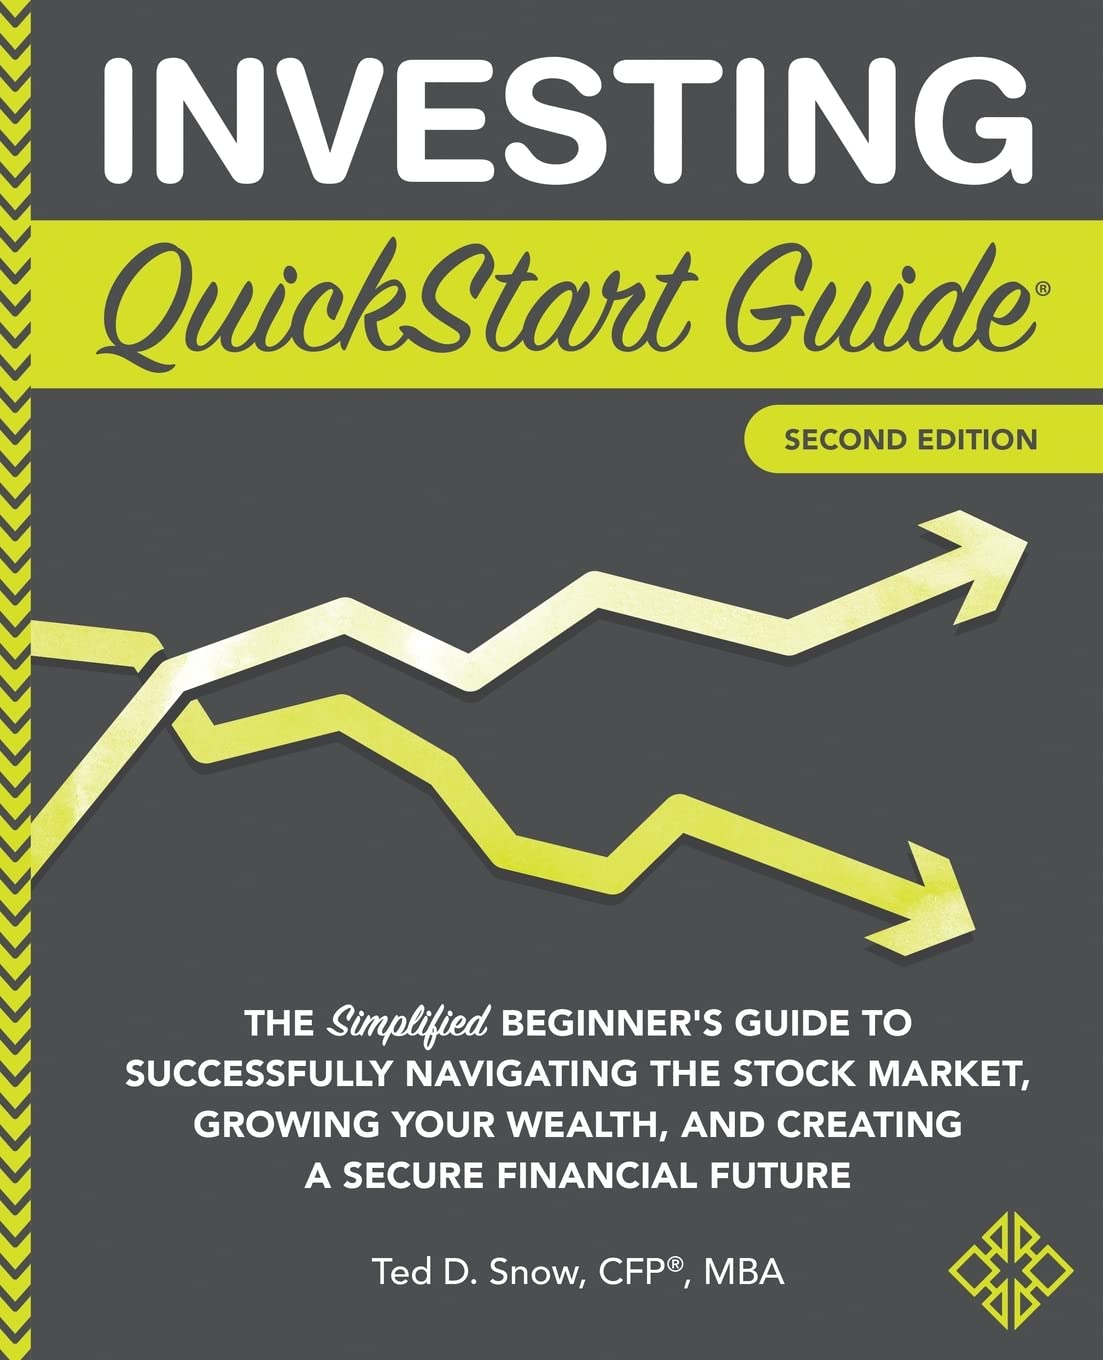 INVESTING
QuickStart Guide®
SECOND EDITION
THE Simplified BEGINNER'S GUIDE TO
SUCCESSFULLY NAVIGATING THE STOCK MARKET,
GROWING YOUR WEALTH, AND CREATING
A SECURE FINANCIAL FUTURE
Ted D. Snow, CFP®, MBA